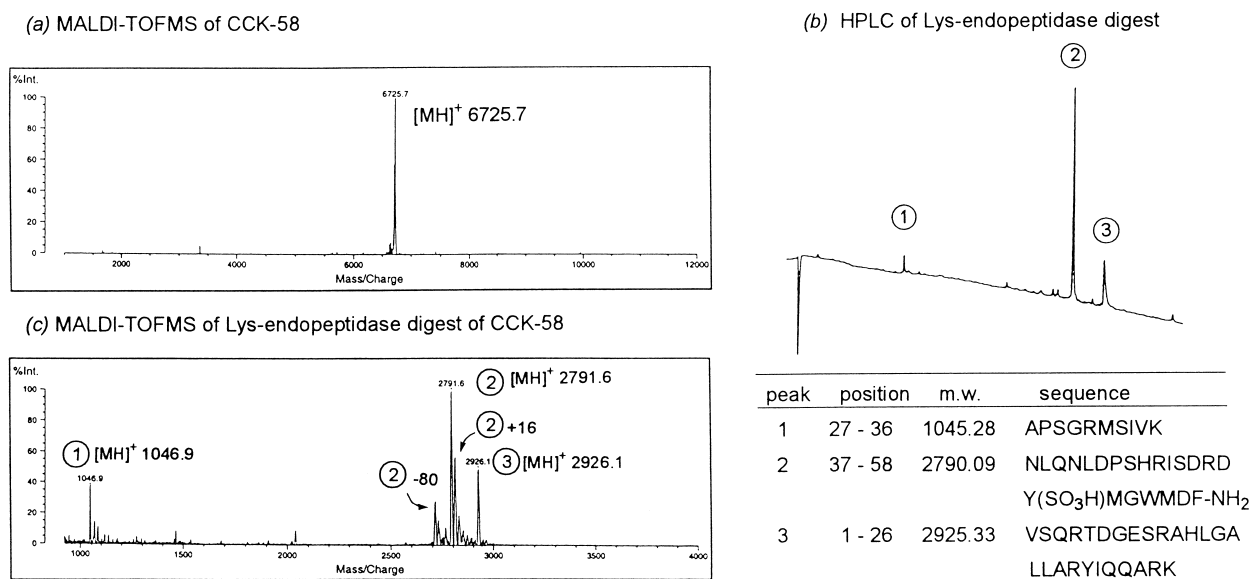 (a) MALDI-TOFMS of CCK-58
%Int.
6725.7
[MH]+ 6725.7
100
80
60
40
20
0
2000 4000 6000 8000 10000 12000
Mass/Charge
(c) MALDI-TOFMS of Lys-endopeptidase digest of CCK-58
%Int.
2791.6
② [MH]+ 2791.6
100
80
② +16
60
① [MH]+ 1046.9
2926.1
③ [MH]+ 2926.1
40
1046.9
② -80
20
0
1000 2000 3000 4000
Mass/Charge
(b) HPLC of Lys-endopeptidase digest
②
①
③
peak position m.w. sequence
1 27 - 36 1045.28 APSGRMSIVK
2 37 - 58 2790.09 NLQNLDPSHRISDRD
Y(SO3H)MGWMDF-NH2
3 1 - 26 2925.33 VSQRTDGESRAHLGA
LLARYIQQARK